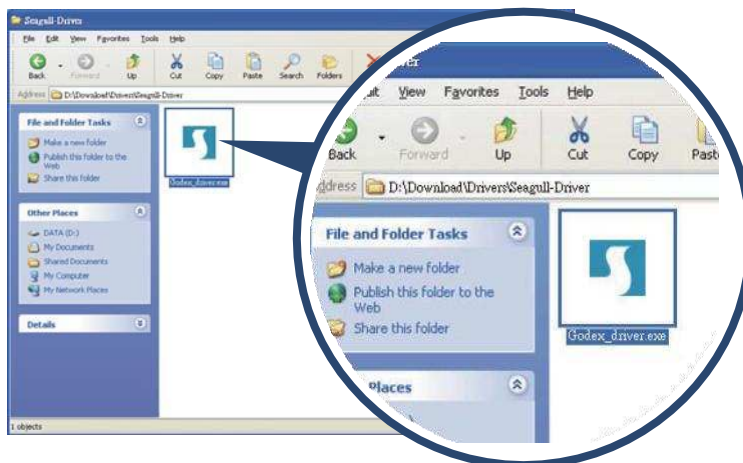 Seagull-Driver
File Edit View Favorites Tools Help
Back Forward Up Cut Copy Paste Search Folders
Address D:\Download\Drivers\Seagull-Driver
File and Folder Tasks
Make a new folder
Publish this folder to the
Web
Share this folder
Other Places
DATA (D:)
My Documents
Shared Documents
My Computer
My Network Places
Details
1 objects
Godex_driver.exe
View Favorites Tools Help
Back Forward Up Cut Copy Past
ddress D:\Download\Drivers\Seagull-Driver
File and Folder Tasks
Make a new folder
Publish this folder to the
Web
Share this folder
Places
Godex_driver.exe